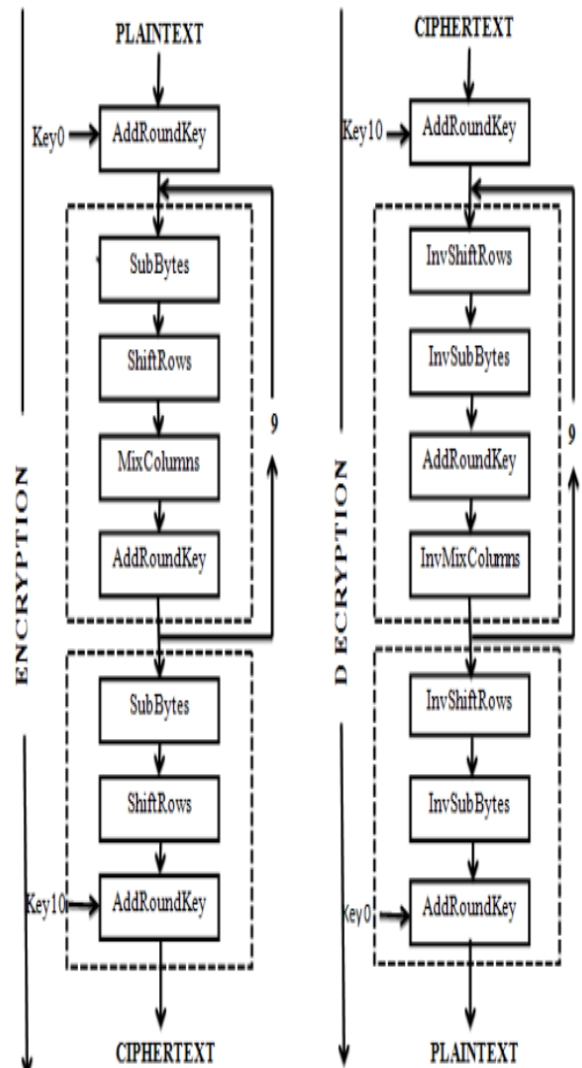 PLAINTEXT
Key0
AddRoundKey
SubBytes
ShiftRows
MixColumns
AddRoundKey
9
ENCRYPTION
SubBytes
ShiftRows
Key10
AddRoundKey
CIPHERTEXT
CIPHERTEXT
Key10
AddRoundKey
InvShiftRows
InvSubBytes
AddRoundKey
InvMixColumns
9
D ECRYPTION
InvShiftRows
InvSubBytes
Key0
AddRoundKey
PLAINTEXT